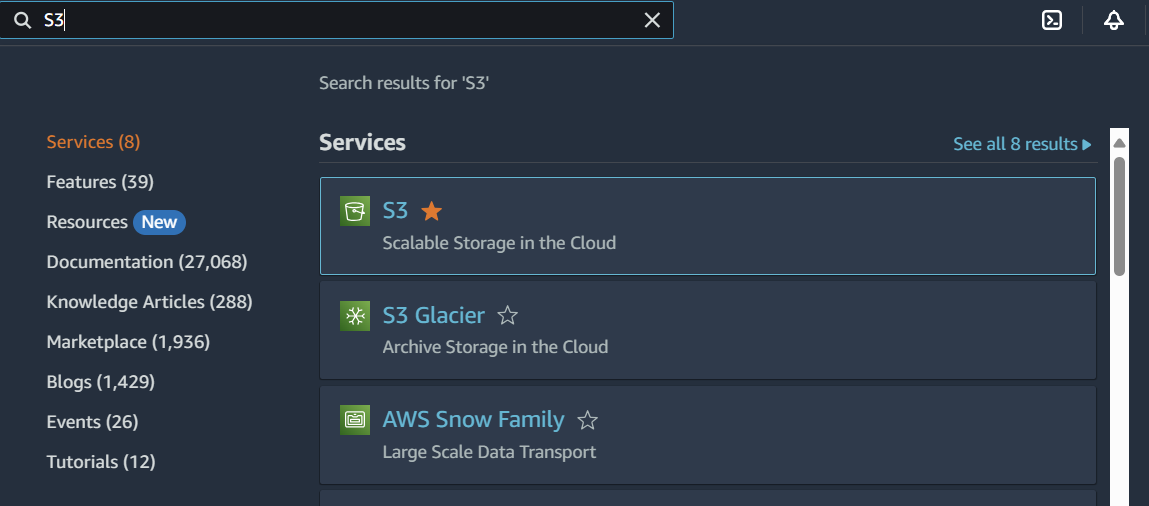 S3
Search results for 'S3'
Services (8)
Features (39)
Resources New
Documentation (27,068)
Knowledge Articles (288)
Marketplace (1,936)
Blogs (1,429)
Events (26)
Tutorials (12)
Services
See all 8 results
S3
Scalable Storage in the Cloud
S3 Glacier
Archive Storage in the Cloud
AWS Snow Family
Large Scale Data Transport